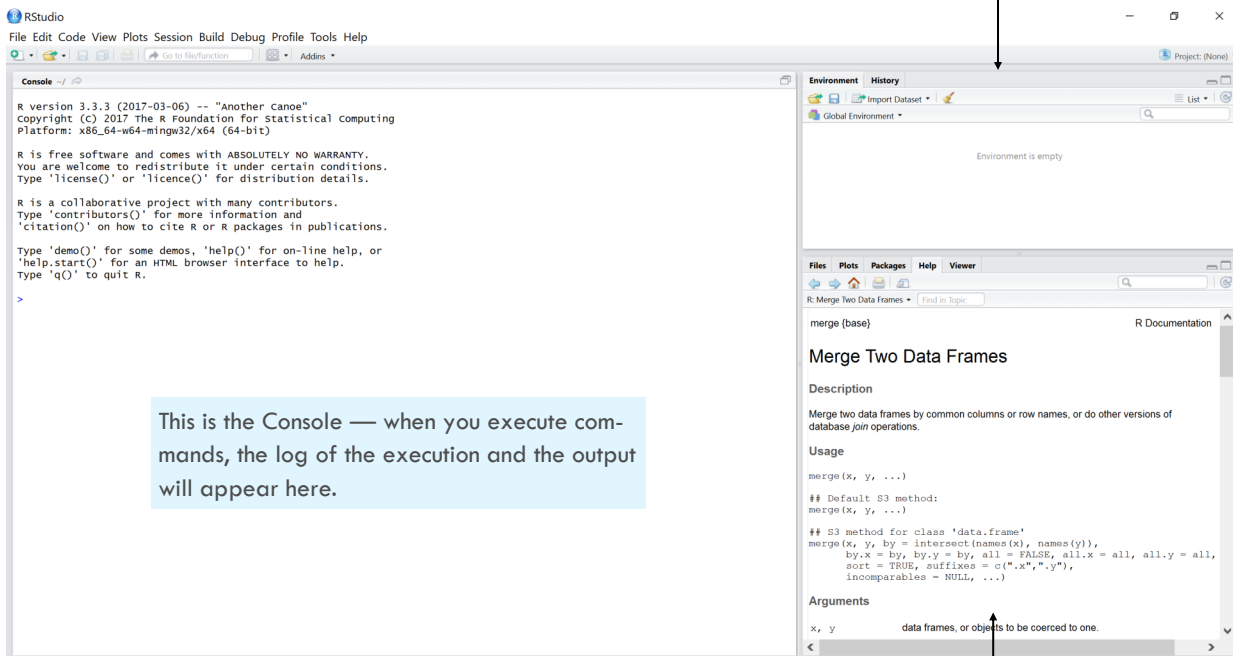 RStudio
File Edit Code View Plots Session Build Debug Profile Tools Help
Go to file/function Addins Project: (None)
Console ~/
R version 3.3.3 (2017-03-06) -- "Another Canoe"
Copyright (C) 2017 The R Foundation for Statistical Computing
Platform: x86_64-w64-mingw32/x64 (64-bit)
R is free software and comes with ABSOLUTELY NO WARRANTY.
You are welcome to redistribute it under certain conditions.
Type 'license()' or 'licence()' for distribution details.
R is a collaborative project with many contributors.
Type 'contributors()' for more information and
'citation()' on how to cite R or R packages in publications.
Type 'demo()' for some demos, 'help()' for on-line help, or
'help.start()' for an HTML browser interface to help.
Type 'q()' to quit R.
>
This is the Console — when you execute com-
mands, the log of the execution and the output
will appear here.
Environment History
Import Dataset List
Global Environment
Environment is empty
Files Plots Packages Help Viewer
R: Merge Two Data Frames Find in Topic
merge {base} R Documentation
Merge Two Data Frames
Description
Merge two data frames by common columns or row names, or do other versions of
database join operations.
Usage
merge(x, y, ...)
## Default S3 method:
merge(x, y, ...)
## S3 method for class 'data.frame'
merge(x, y, by = intersect(names(x), names(y)),
by.x = by, by.y = by, all = FALSE, all.x = all, all.y = all,
sort = TRUE, suffixes = c(".x",".y"),
incomparables = NULL, ...)
Arguments
x, y data frames, or objects to be coerced to one.